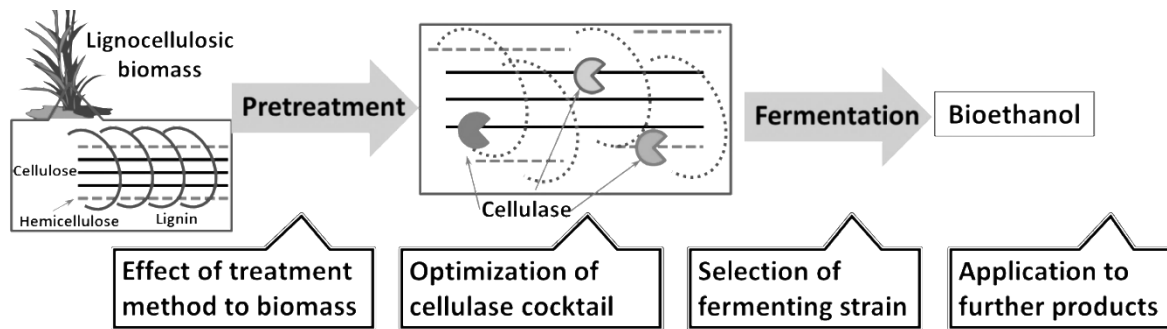 Lignocellulosic
biomass
Cellulose
Hemicellulose
Lignin
Pretreatment
Cellulase
Fermentation
Bioethanol
Effect of treatment
method to biomass
Optimization of
cellulase cocktail
Selection of
fermenting strain
Application to
further products